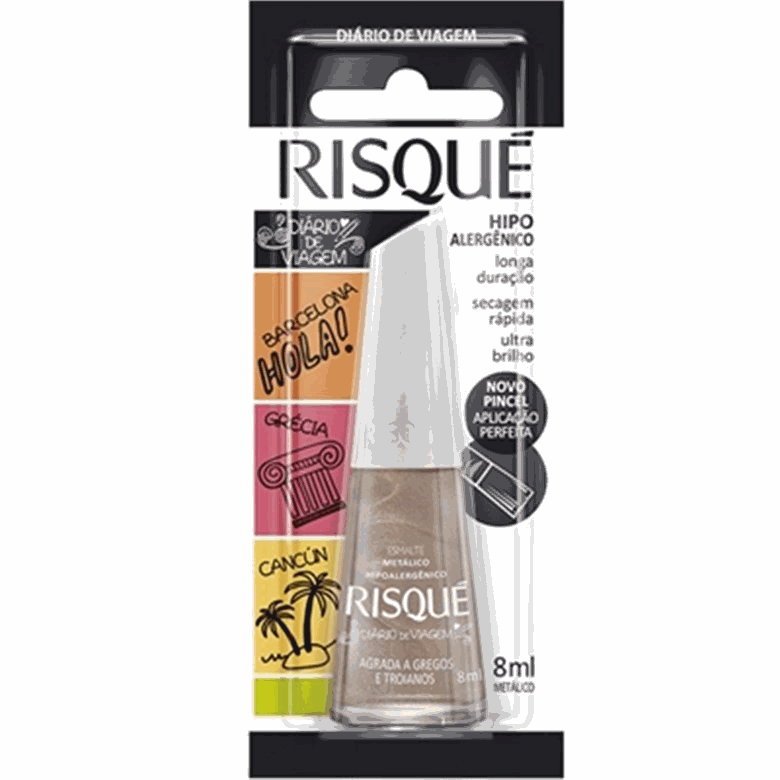 DIÁRIO DE VIAGEM
RISQUÉ
DIÁRIO
DE
VIAGEM
HIPO
ALERGÊNICO
longa
duração
secagem
rápida
ultra
brilho
BARCELONA
HOLA!
NOVO
PINCEL
APLICAÇÃO
PERFEITA
GRÉCIA
CANCÚN
ESMALTE
METÁLICO
HIPOALERGÊNICO
RISQUÉ
DIÁRIO DE VIAGEM
AGRADA A GREGOS
E TROIANOS
8ml
8ml
METÁLICO